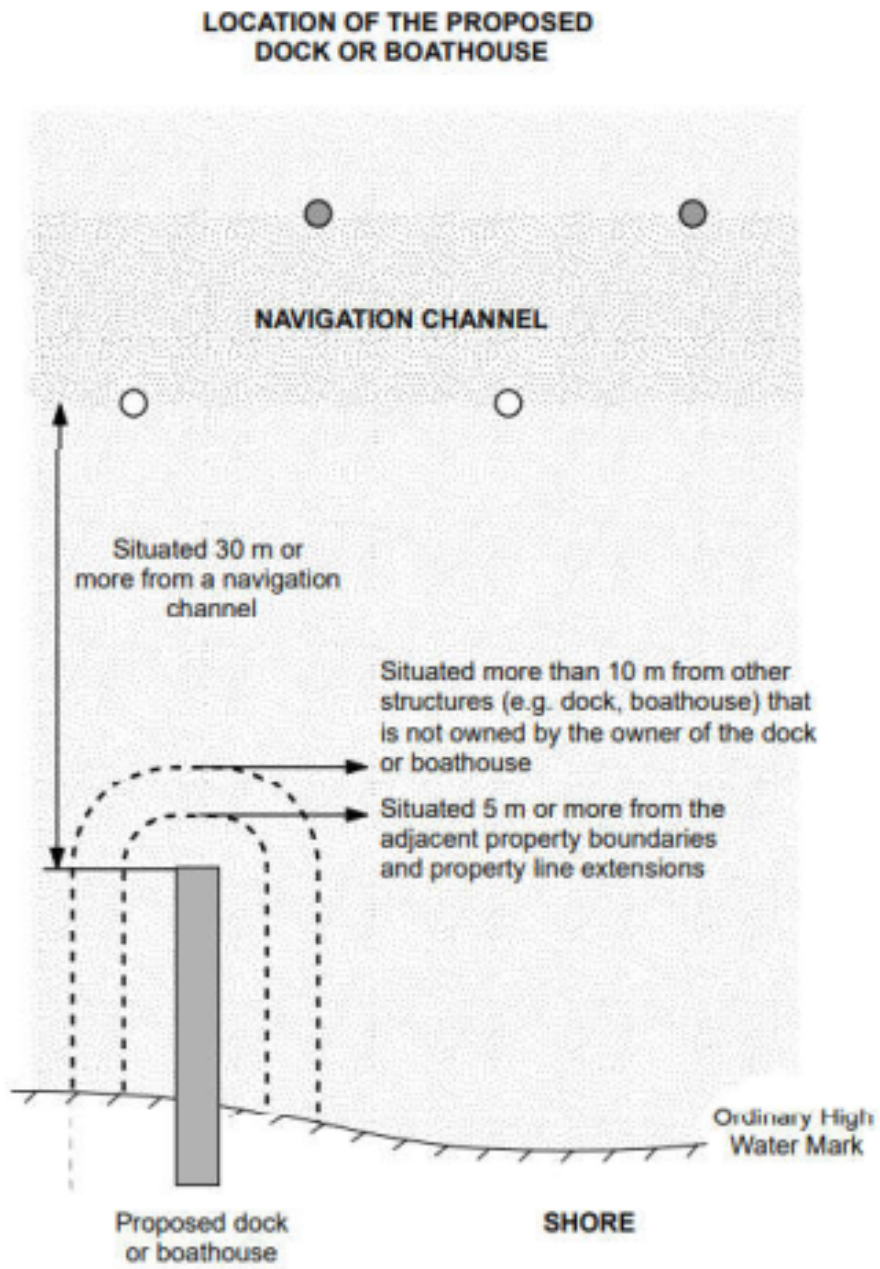 LOCATION OF THE PROPOSED
DOCK OR BOATHOUSE
NAVIGATION CHANNEL
Situated 30 m or
more from a navigation
channel
Situated more than 10 m from other
structures (e.g. dock, boathouse) that
is not owned by the owner of the dock
or boathouse
Situated 5 m or more from the
adjacent property boundaries
and property line extensions
Ordinary High
Water Mark
Proposed dock
or boathouse
SHORE